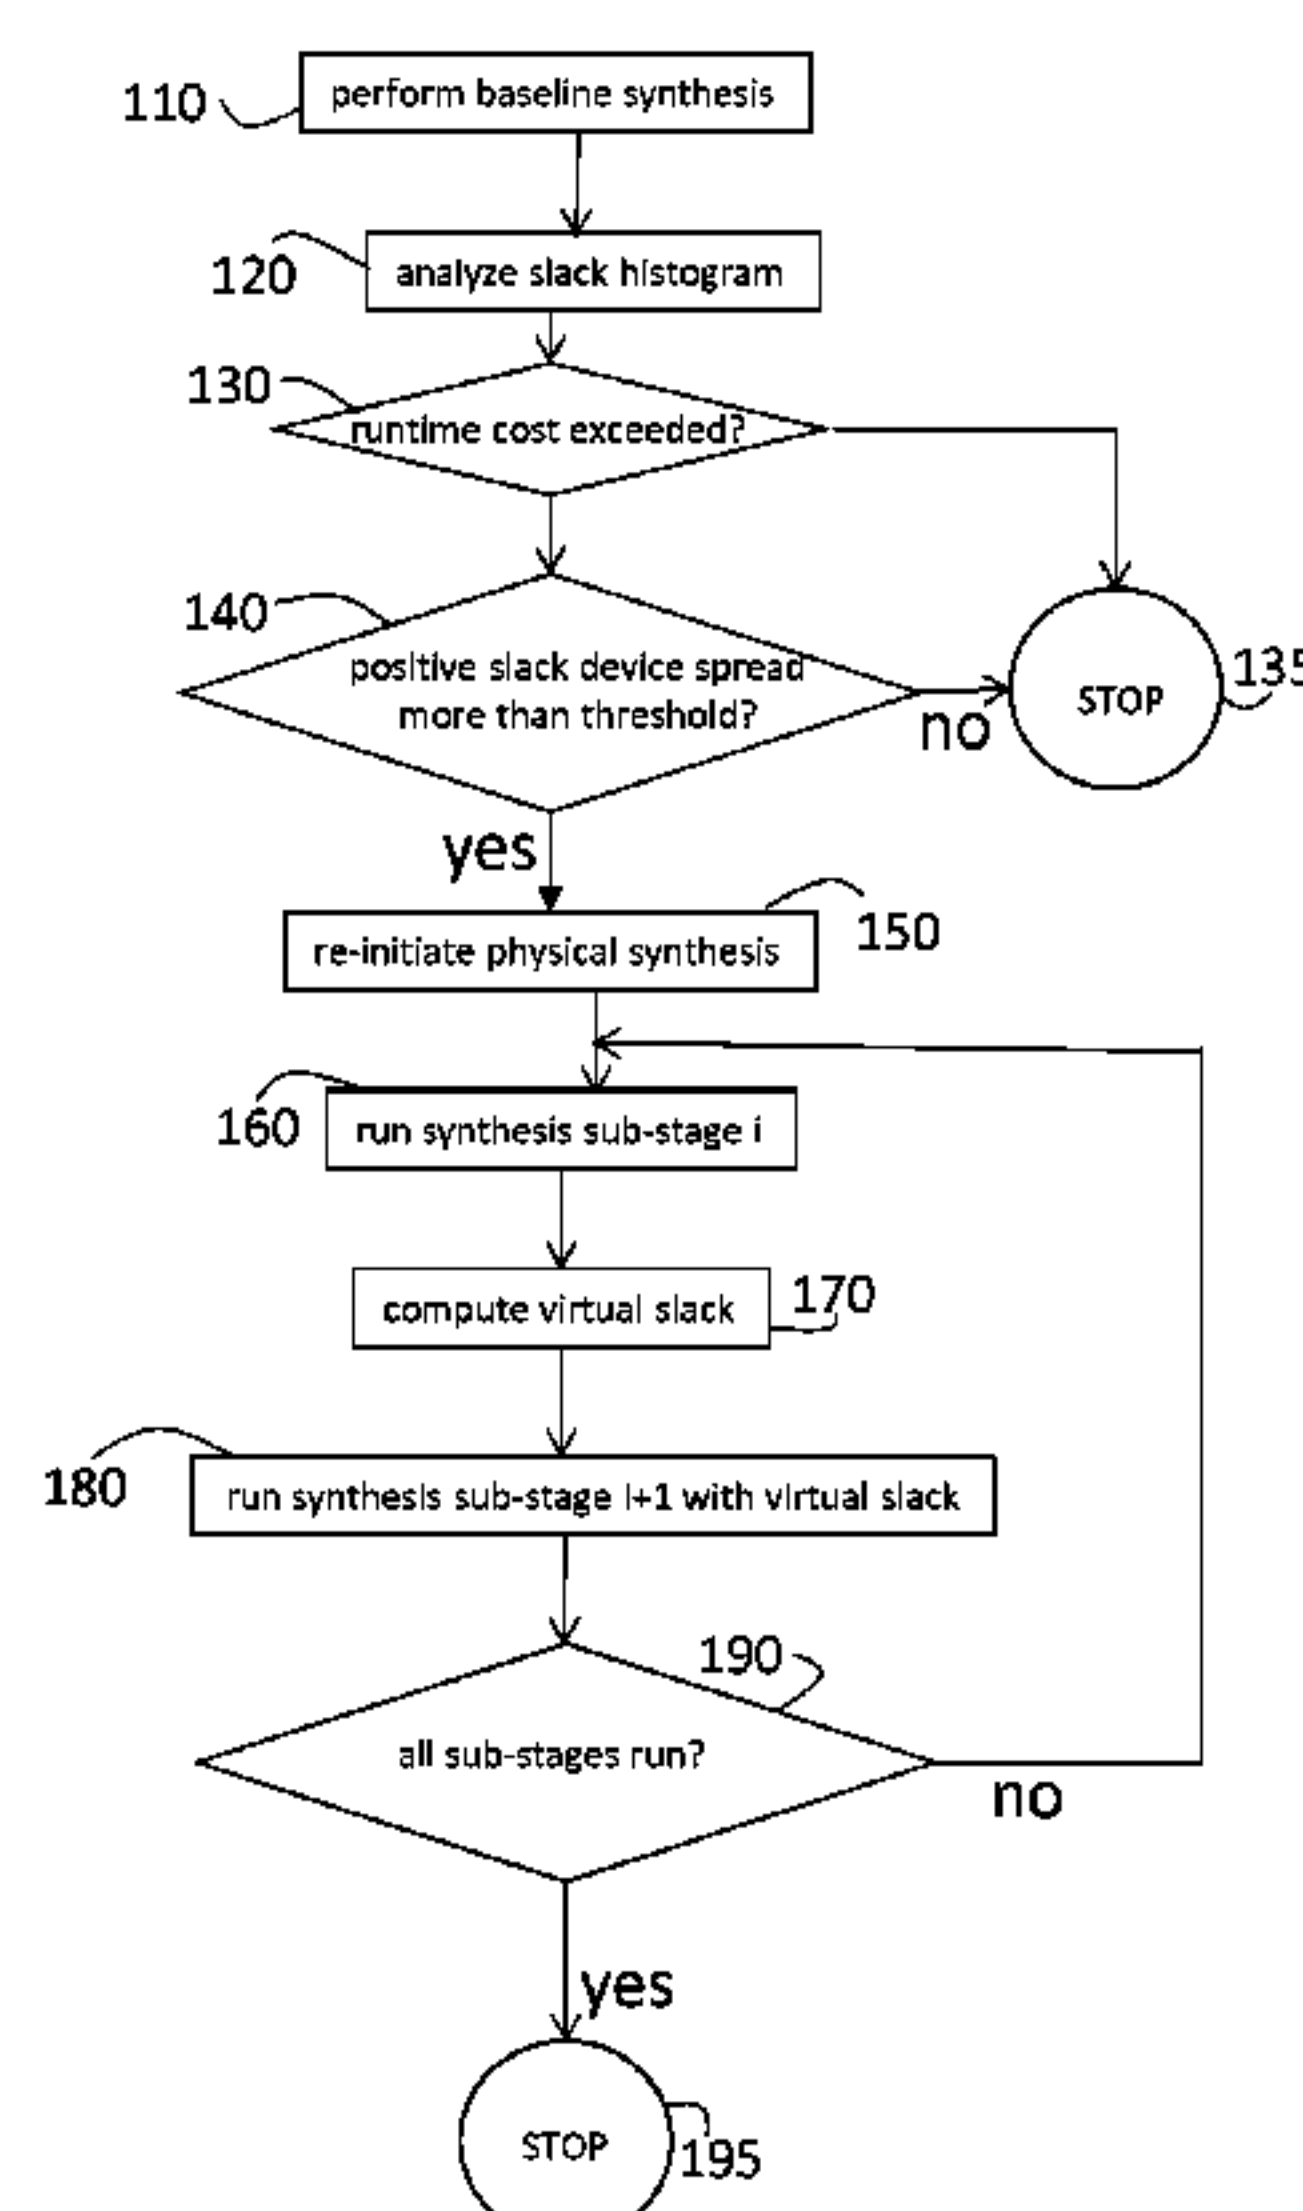 110
perform baseline synthesis
120
analyze slack histogram
130
runtime cost exceeded?
140
positive slack device spread
more than threshold?
no
STOP
135
yes
re-initiate physical synthesis
150
160
run synthesis sub-stage i
compute virtual slack
170
180
run synthesis sub-stage i+1 with virtual slack
190
all sub-stages run?
no
yes
STOP
195